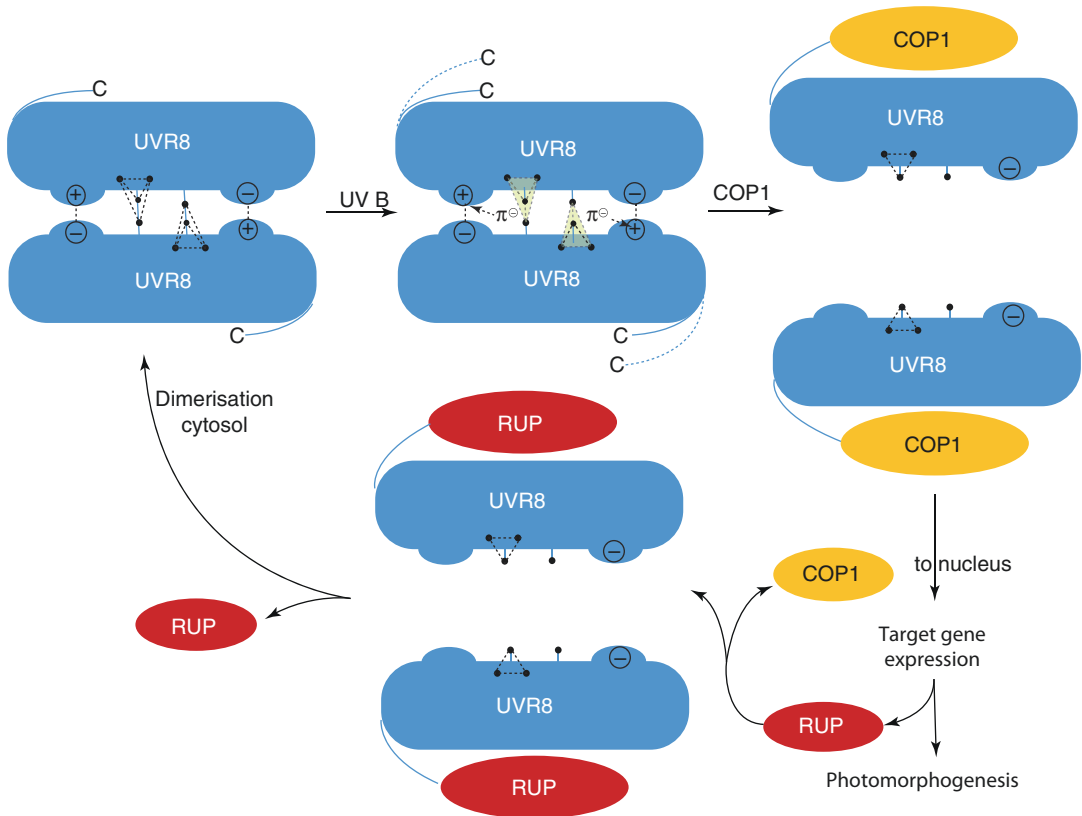 C
UVR8
+
−
−
+
UVR8
C
UV B
C
C
UVR8
+
−
π⊖
π⊖
−
+
UVR8
C
C
COP1
COP1
UVR8
−
−
UVR8
COP1
to nucleus
Target gene
expression
Photomorphogenesis
RUP
COP1
RUP
UVR8
−
−
UVR8
RUP
RUP
Dimerisation
cytosol